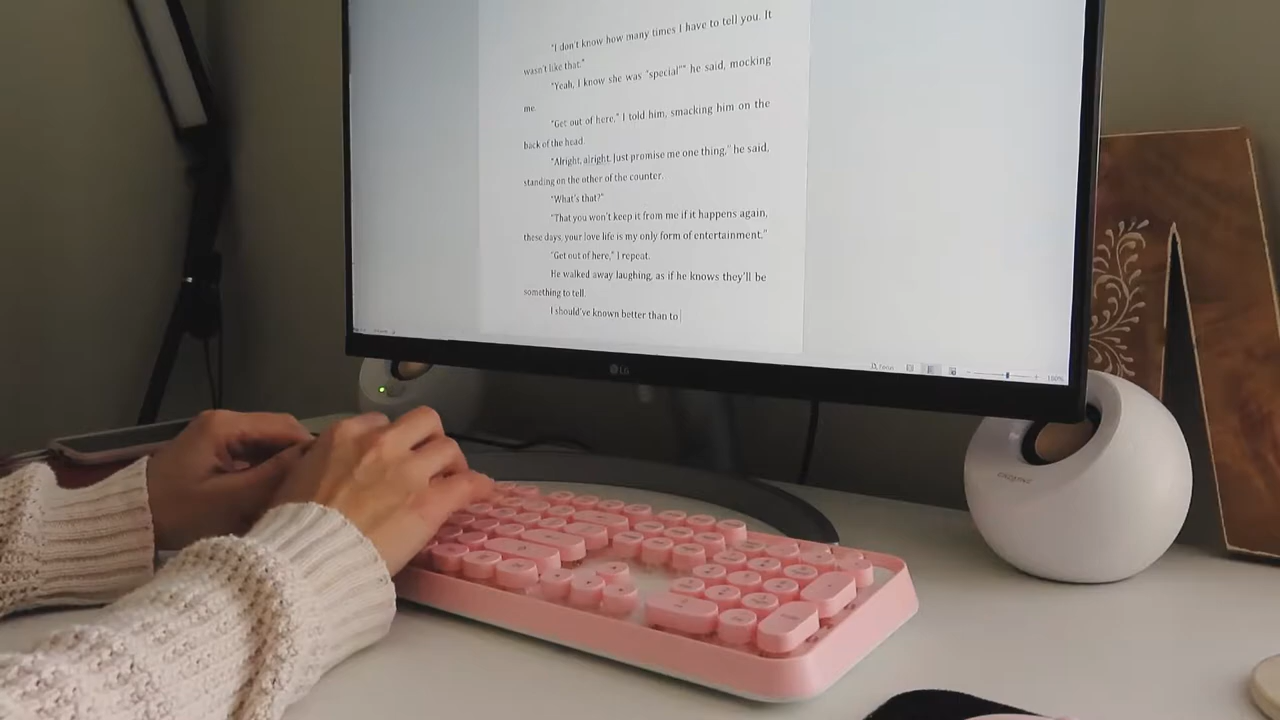 "I don't know how many times I have to tell you. It
wasn't like that."
"Yeah, I know she was "special"" he said, mocking
me.
"Get out of here," I told him, smacking him on the
back of the head.
"Alright, alright. Just promise me one thing," he said,
standing on the other of the counter.
"What's that?"
"That you won't keep it from me if it happens again,
these days, your love life is my only form of entertainment."
"Get out of here," I repeat.
He walked away laughing, as if he knows they'll be
something to tell.
I should've known better than to
Focus
LG